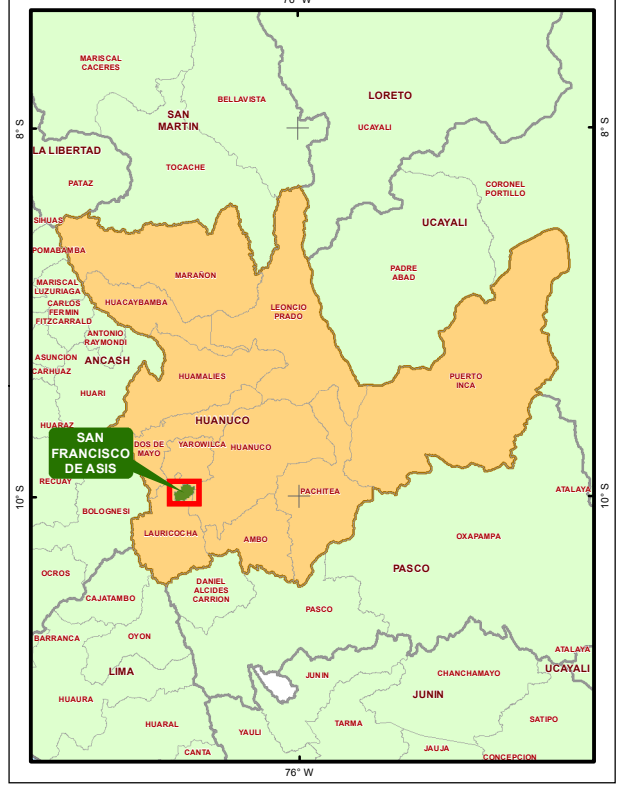 MARISCAL
CACERES
BELLAVISTA
LORETO
SAN
MARTIN
UCAYALI
8° S
8° S
LA LIBERTAD
TOCACHE
PATAZ
CORONEL
PORTILLO
SIHUAS
UCAYALI
POMABAMBA
PADRE
ABAD
MARAÑON
MARISCAL
LUZURIAGA
HUACAYBAMBA
LEONCIO
PRADO
CARLOS
FERMIN
FITZCARRALD
ANTONIO
RAYMONDI
ASUNCION
ANCASH
CARHUAZ
HUAMALIES
PUERTO
INCA
HUARI
HUANUCO
HUARAZ
SAN
FRANCISCO
DE ASIS
DOS DE
MAYO
YAROWILCA
HUANUCO
RECUAY
PACHITEA
ATALAYA
10° S
10° S
BOLOGNESI
LAURICOCHA
AMBO
OXAPAMPA
PASCO
OCROS
DANIEL
ALCIDES
CARRION
CAJATAMBO
PASCO
BARRANCA
OYON
ATALAYA
UCAYALI
LIMA
JUNIN
CHANCHAMAYO
JUNIN
HUAURA
SATIPO
HUARAL
YAULI
TARMA
JAUJA
CANTA
CONCEPCION
76° W